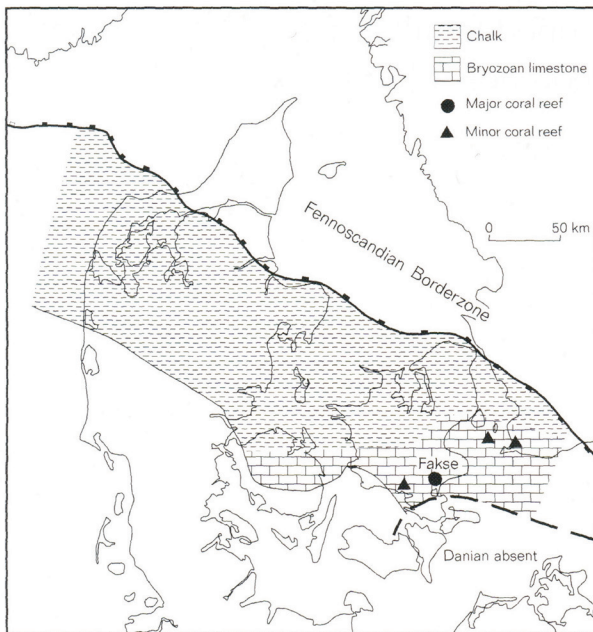 Chalk
Bryozoan limestone
Major coral reef
Minor coral reef
0 50 km
Fennoscandian Borderzone
Fakse
Danian absent